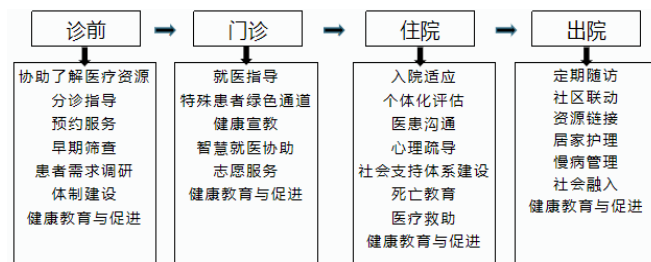 诊前
门诊
住院
出院
协助了解医疗资源
分诊指导
预约服务
早期筛查
患者需求调研
体制建设
健康教育与促进
就医指导
特殊患者绿色通道
健康宣教
智慧就医协助
志愿服务
健康教育与促进
入院适应
个体化评估
医患沟通
心理疏导
社会支持体系建设
死亡教育
医疗救助
健康教育与促进
定期随访
社区联动
资源链接
居家护理
慢病管理
社会融入
健康教育与促进